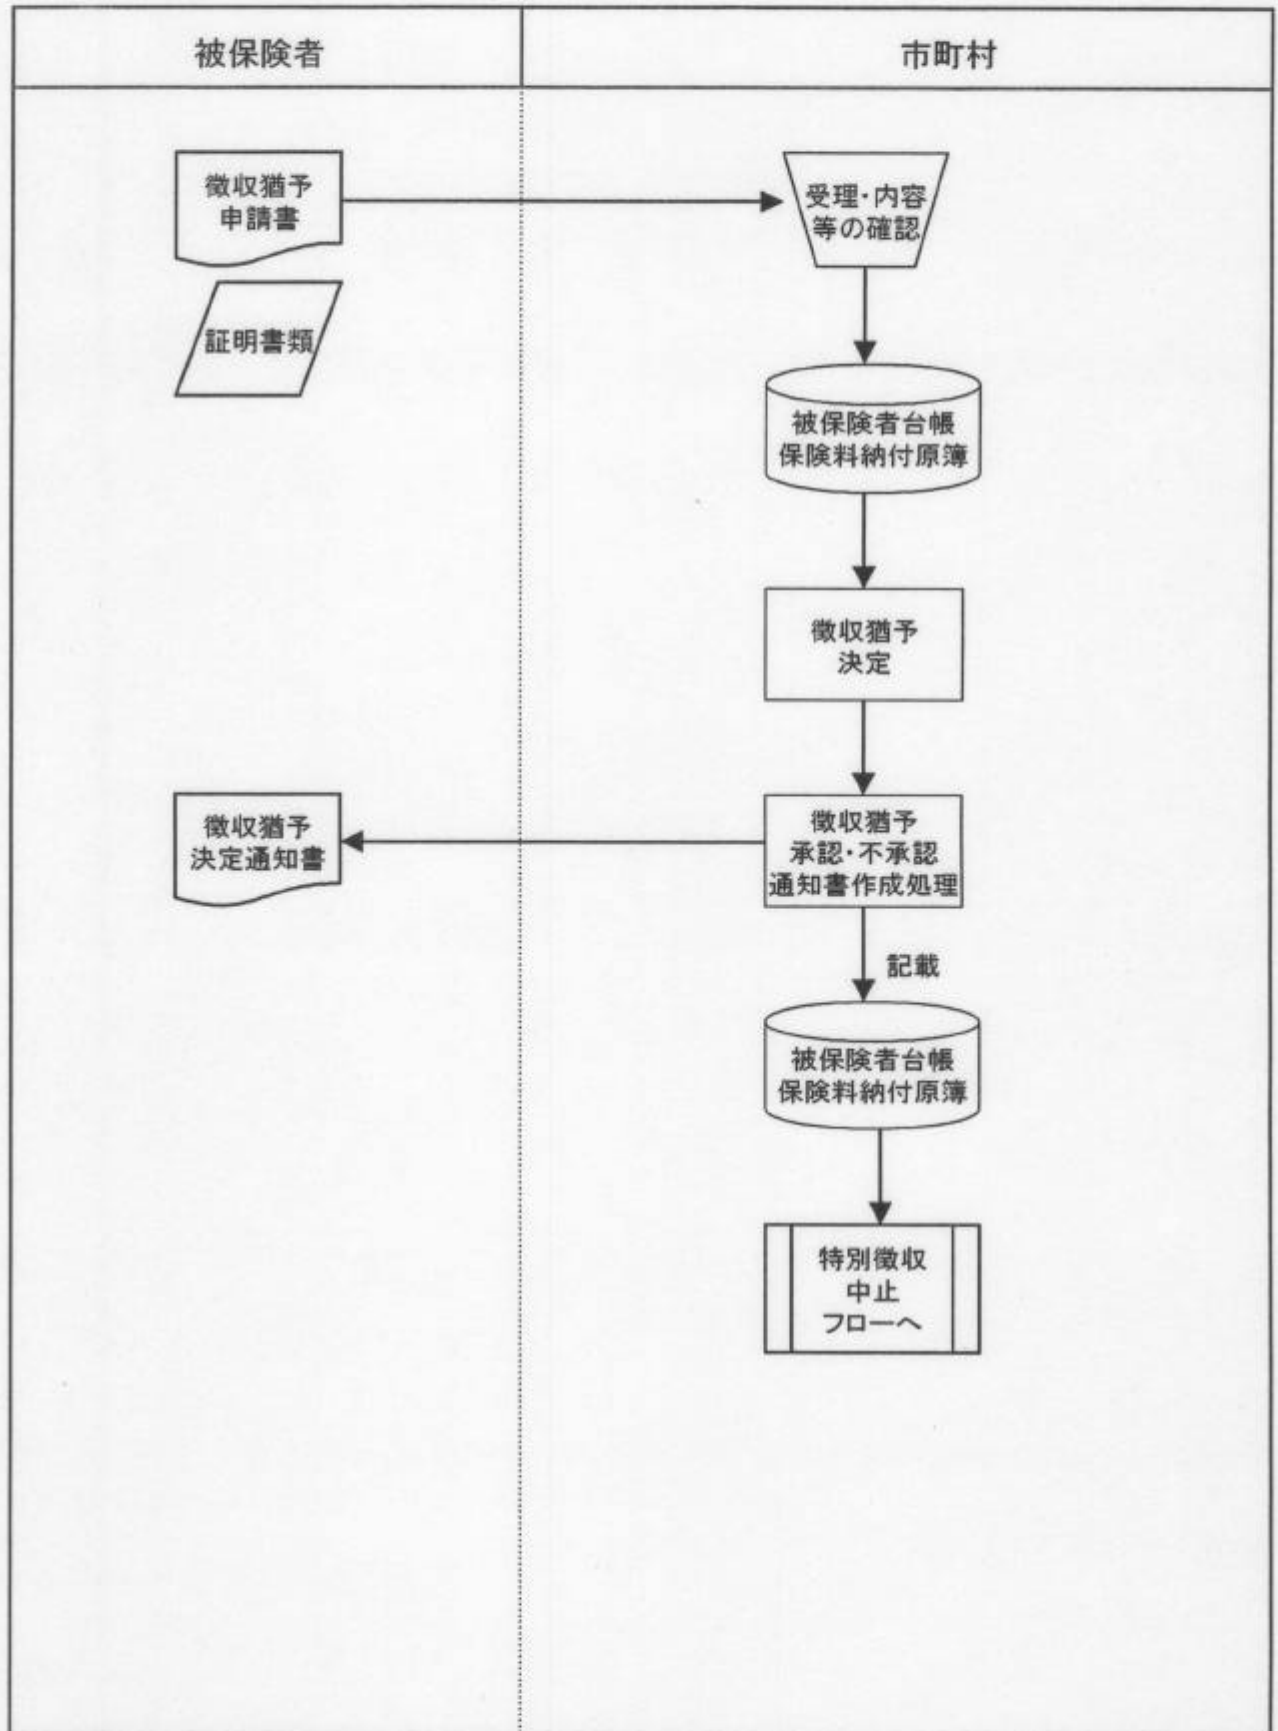 被保険者
市町村
徴収猶予
申請書
受理・内容
等の確認
証明書類
被保険者台帳
保険料納付原簿
徴収猶予
決定
徴収猶予
決定通知書
徴収猶予
承認・不承認
通知書作成処理
記載
被保険者台帳
保険料納付原簿
特別徴収
中止
フローへ